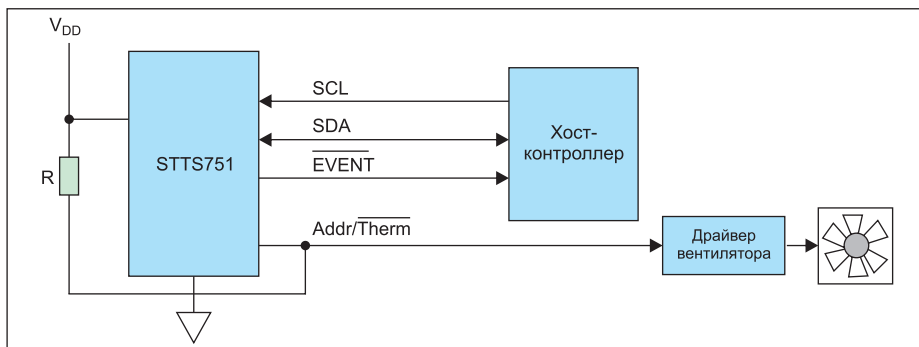 VDD
SCL
SDA
EVENT
STTS751
R
Хост-
контроллер
Addr/Therm
Драйвер
вентилятора